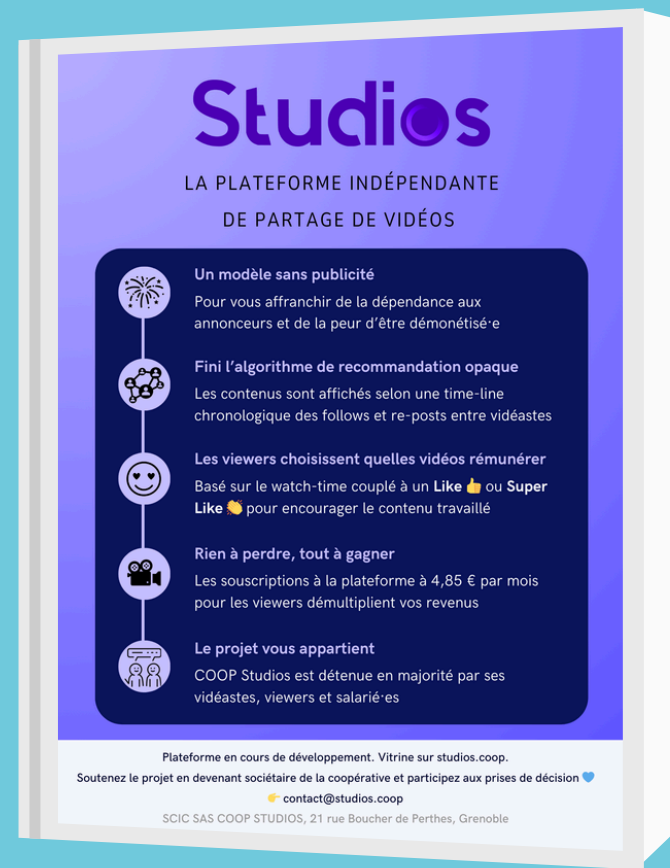 Studios
LA PLATEFORME INDÉPENDANTE
DE PARTAGE DE VIDÉOS
Un modèle sans publicité
Pour vous affranchir de la dépendance aux
annonceurs et de la peur d’être démonétisé·e
Fini l’algorithme de recommandation opaque
Les contenus sont affichés selon une time-line
chronologique des follows et re-posts entre vidéastes
Les viewers choisissent quelles vidéos rémunérer
Basé sur le watch-time couplé à un Like 👍 ou Super
Like 👏 pour encourager le contenu travaillé
Rien à perdre, tout à gagner
Les souscriptions à la plateforme à 4,85 € par mois
pour les viewers démultiplient vos revenus
Le projet vous appartient
COOP Studios est détenue en majorité par ses
vidéastes, viewers et salarié·es
Plateforme en cours de développement. Vitrine sur studios.coop.
Soutenez le projet en devenant sociétaire de la coopérative et participez aux prises de décision 💙
👉 contact@studios.coop
SCIC SAS COOP STUDIOS, 21 rue Boucher de Perthes, Grenoble